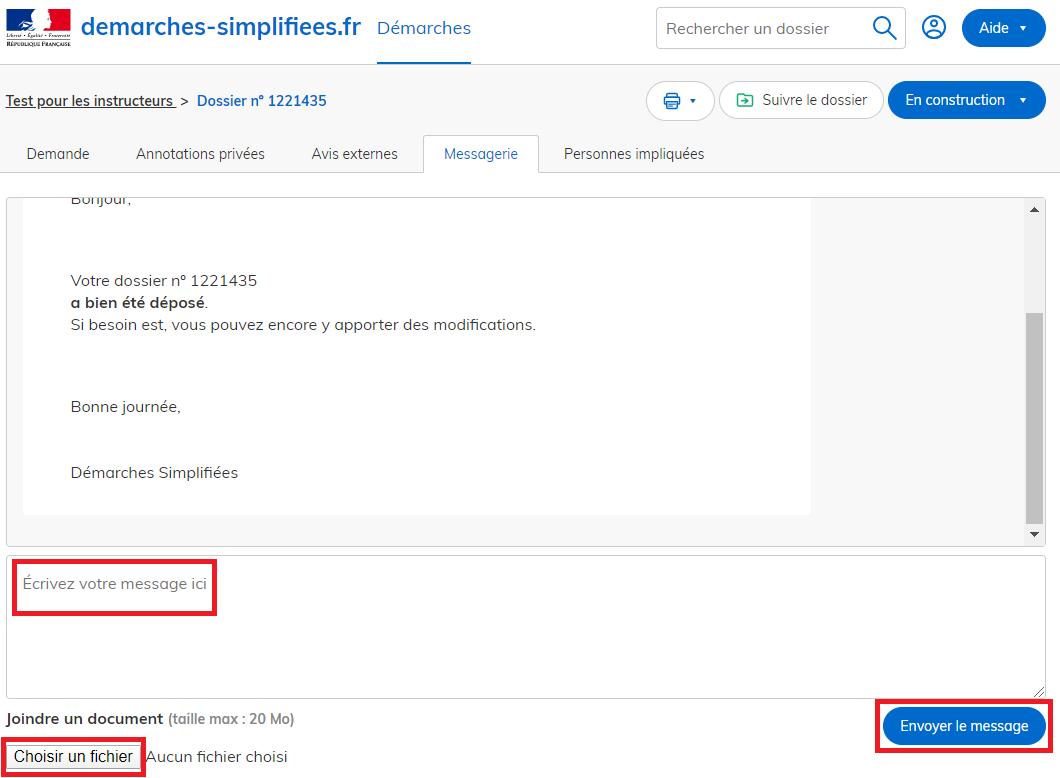 demarches-simplifiees.fr Démarches Rechercher un dossier Aide
Liberté • Égalité • Fraternité
RÉPUBLIQUE FRANÇAISE
Test pour les instructeurs > Dossier n° 1221435 Suivre le dossier En construction
Demande Annotations privées Avis externes Messagerie Personnes impliquées
Bonjour,
Votre dossier nº 1221435
a bien été déposé.
Si besoin est, vous pouvez encore y apporter des modifications.
Bonne journée,
Démarches Simplifiées
Écrivez votre message ici
Joindre un document (taille max : 20 Mo)
Envoyer le message
Choisir un fichier Aucun fichier choisi